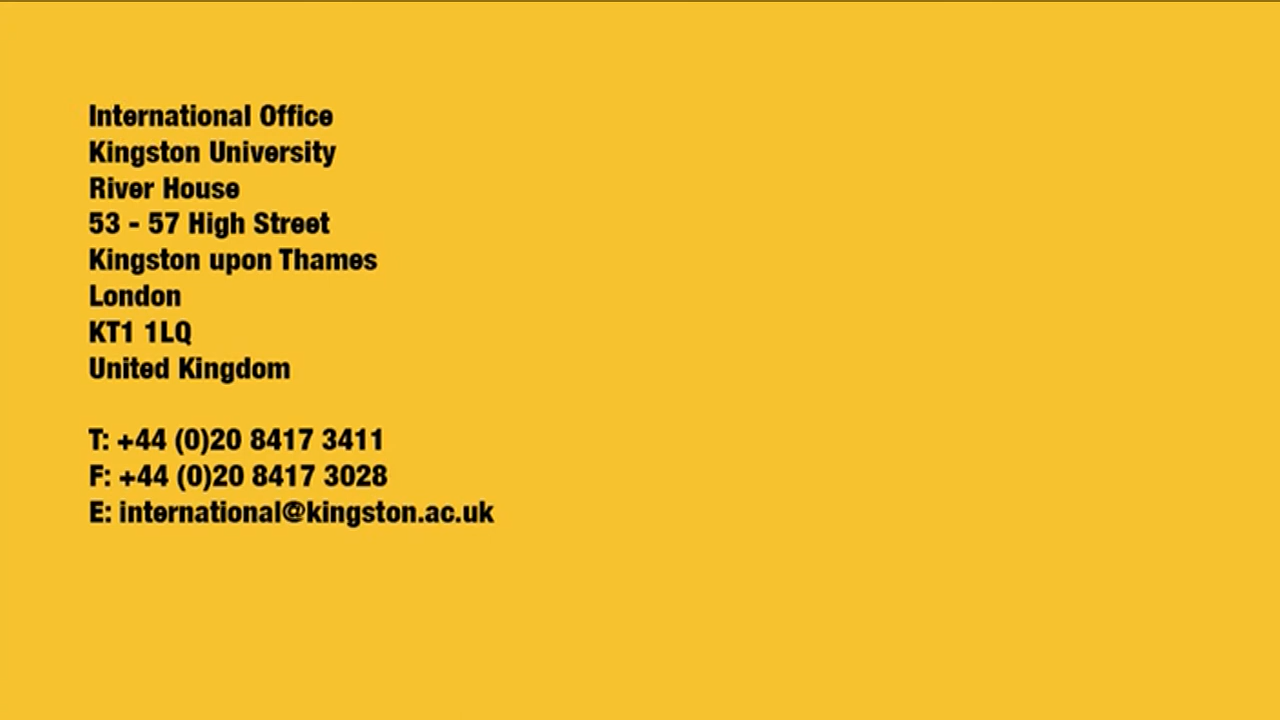 International Office
Kingston University
River House
53 - 57 High Street
Kingston upon Thames
London
KT1 1LQ
United Kingdom
T: +44 (0)20 8417 3411
F: +44 (0)20 8417 3028
E: international@kingston.ac.uk